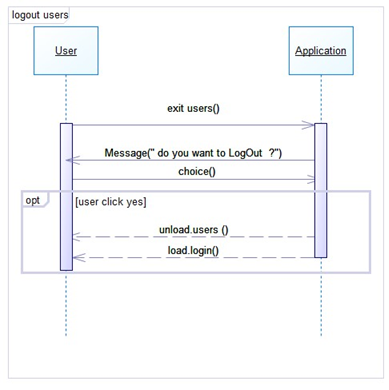 logout users
User
Application
exit users()
Message(" do you want to LogOut ?")
choice()
opt
[user click yes]
unload.users ()
load.login()